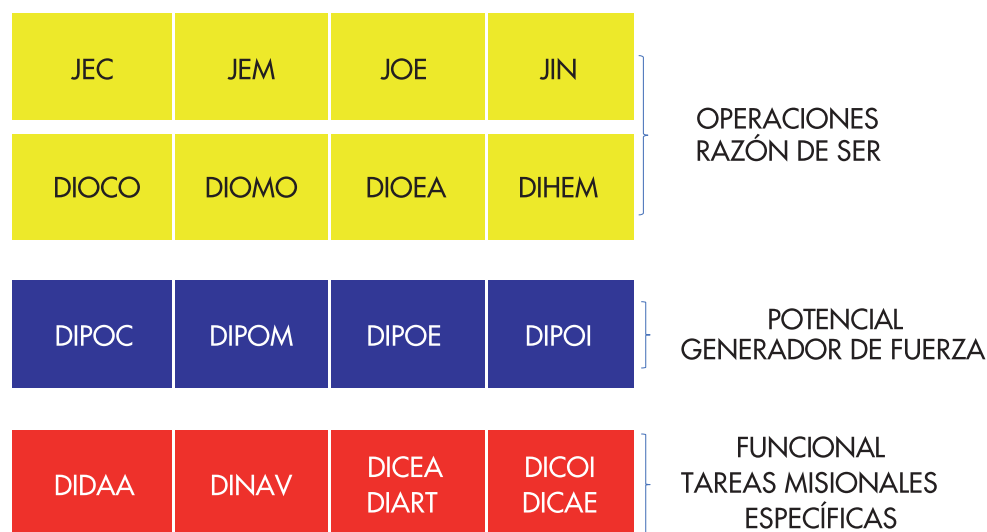 JEC JEM JOE JIN
OPERACIONES
RAZÓN DE SER
DIOCO DIOMO DIOEA DIHEM
DIPOC DIPOM DIPOE DIPOI
POTENCIAL
GENERADOR DE FUERZA
DIDAA DINAV DICEA DICOI
DIART DICAE
FUNCIONAL
TAREAS MISIONALES
ESPECÍFICAS